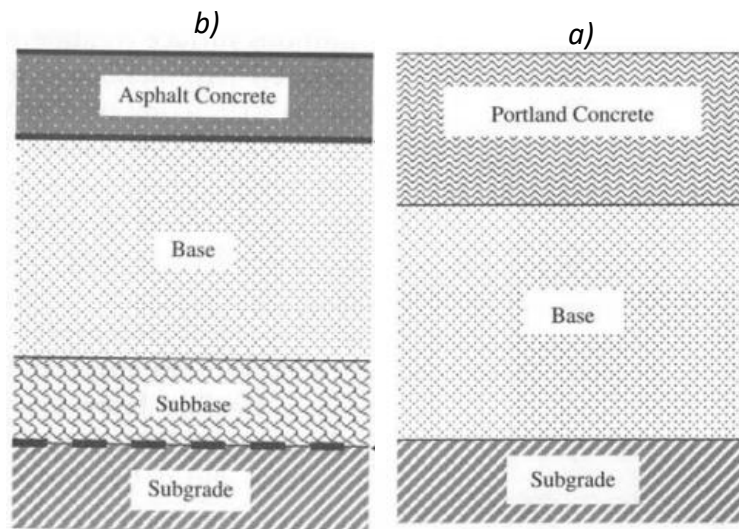 b)
Asphalt Concrete
Base
Subbase
Subgrade
a)
Portland Concrete
Base
Subgrade